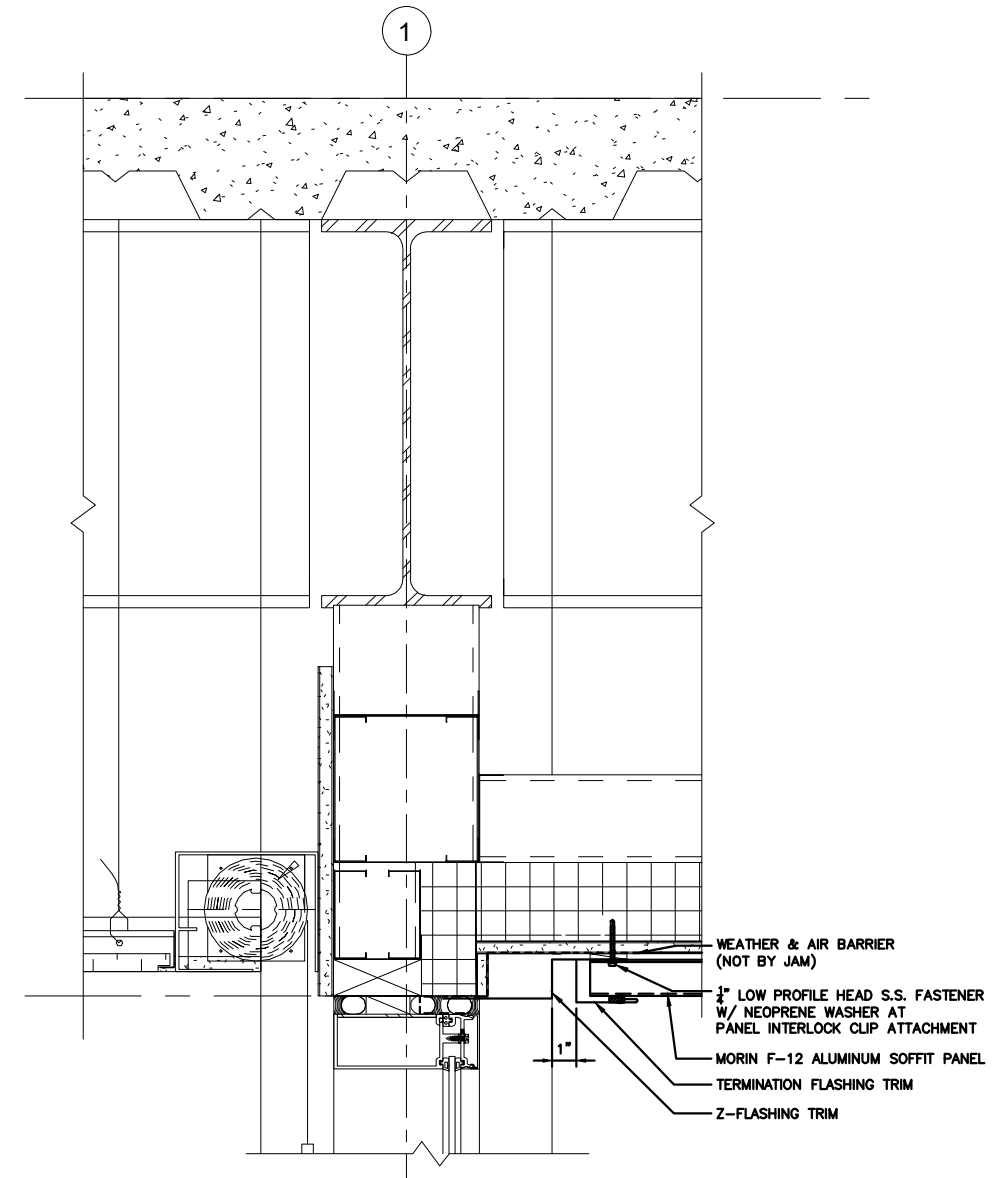 1
WEATHER & AIR BARRIER
(NOT BY JAM)
1/4" LOW PROFILE HEAD S.S. FASTENER
W/ NEOPRENE WASHER AT
PANEL INTERLOCK CLIP ATTACHMENT
MORIN F-12 ALUMINUM SOFFIT PANEL
1"
TERMINATION FLASHING TRIM
Z-FLASHING TRIM